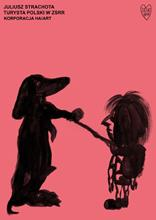 JULIUSZ STRACHOTA
TURYSTA POLSKI W ZSRR
KORPORACJA HA!ART